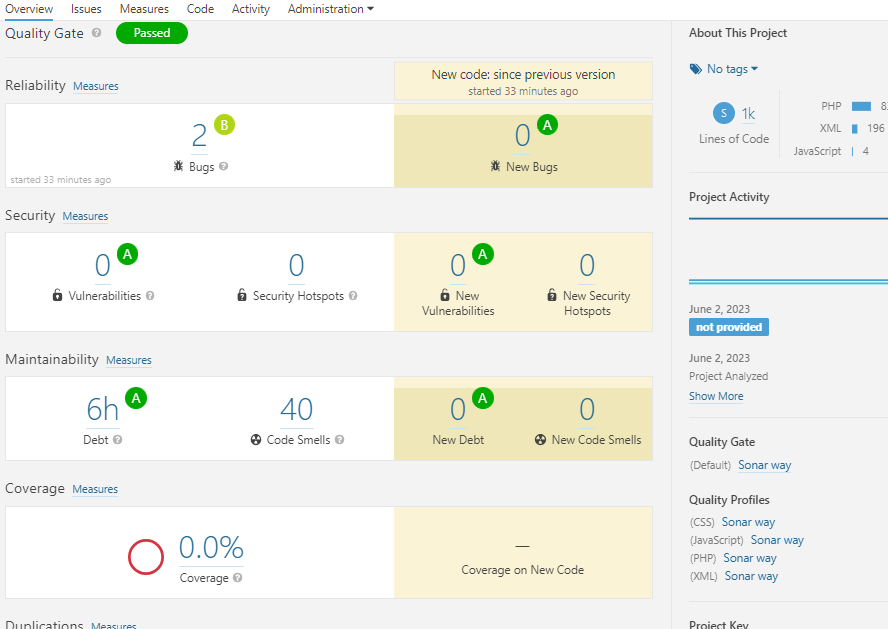 Overview Issues Measures Code Activity Administration
Quality Gate ? Passed
Reliability Measures
New code: since previous version
started 33 minutes ago
2 B
Bugs ?
started 33 minutes ago
0 A
New Bugs
Security Measures
0 A
Vulnerabilities ?
0
Security Hotspots ?
0 A
New
Vulnerabilities
0
New Security
Hotspots
Maintainability Measures
6h A
Debt ?
40
Code Smells ?
0 A
New Debt
0
New Code Smells
Coverage Measures
0.0%
Coverage ?
—
Coverage on New Code
Duplications Measures
About This Project
No tags
S 1k
Lines of Code
PHP
XML 196
JavaScript 4
Project Activity
June 2, 2023
not provided
June 2, 2023
Project Analyzed
Show More
Quality Gate
(Default) Sonar way
Quality Profiles
(CSS) Sonar way
(JavaScript) Sonar way
(PHP) Sonar way
(XML) Sonar way
Project Key